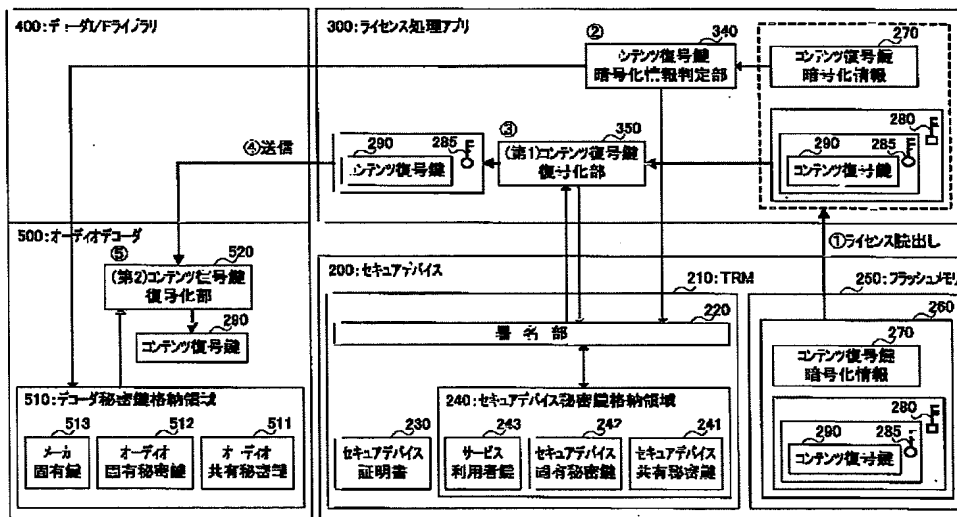 400:デコーダI/Fライブラリ
300:ライセンス処理アプリ
②
340
コンテンツ復号鍵
暗号化情報判定部
270
コンテンツ復号鍵
暗号化情報
280
④送信
290
285
コンテンツ復号鍵
③
350
(第1)コンテンツ復号鍵
復号化部
290
285
コンテンツ復号鍵
①ライセンス読出し
500:オーディオデコーダ
⑤
520
(第2)コンテンツ復号鍵
復号化部
290
コンテンツ復号鍵
510:デコーダ秘密鍵格納領域
513
メーカ
固有鍵
512
オーディオ
固有秘密鍵
511
オーディオ
共有秘密鍵
200:セキュアデバイス
210:TRM
220
署名部
230
セキュアデバイス
証明書
240:セキュアデバイス秘密鍵格納領域
243
サービス
利用者鍵
242
セキュアデバイス
固有秘密鍵
241
セキュアデバイス
共有秘密鍵
250:フラッシュメモリ
260
270
コンテンツ復号鍵
暗号化情報
280
290
285
コンテンツ復号鍵